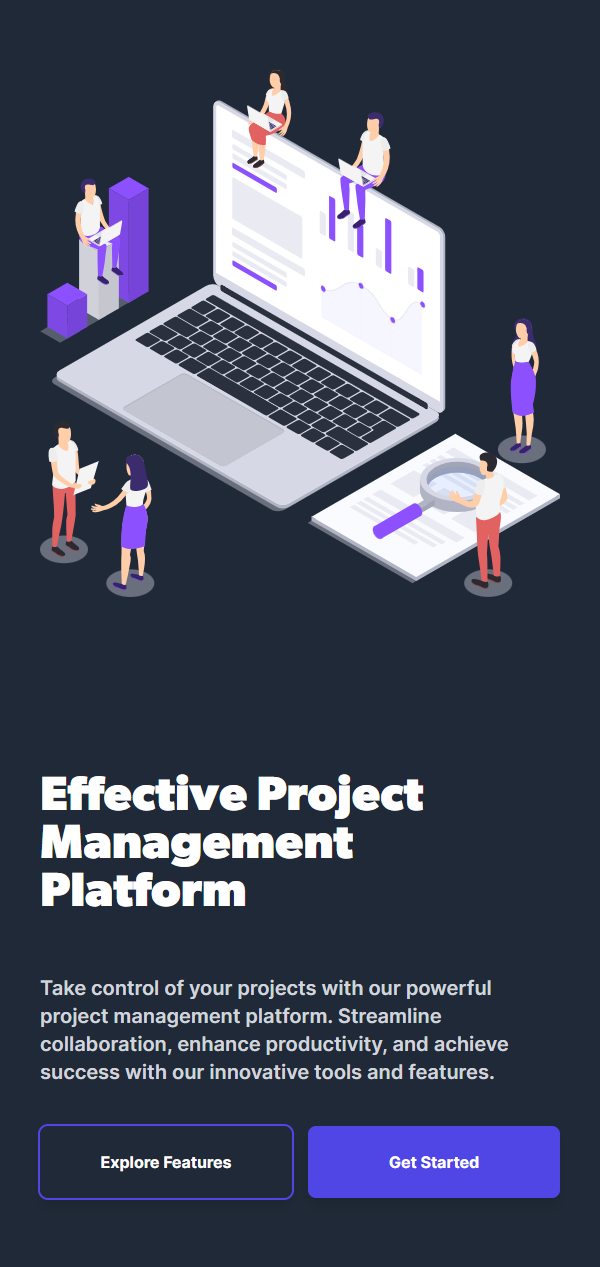 Effective Project
Management
Platform
Take control of your projects with our powerful
project management platform. Streamline
collaboration, enhance productivity, and achieve
success with our innovative tools and features.
Explore Features
Get Started